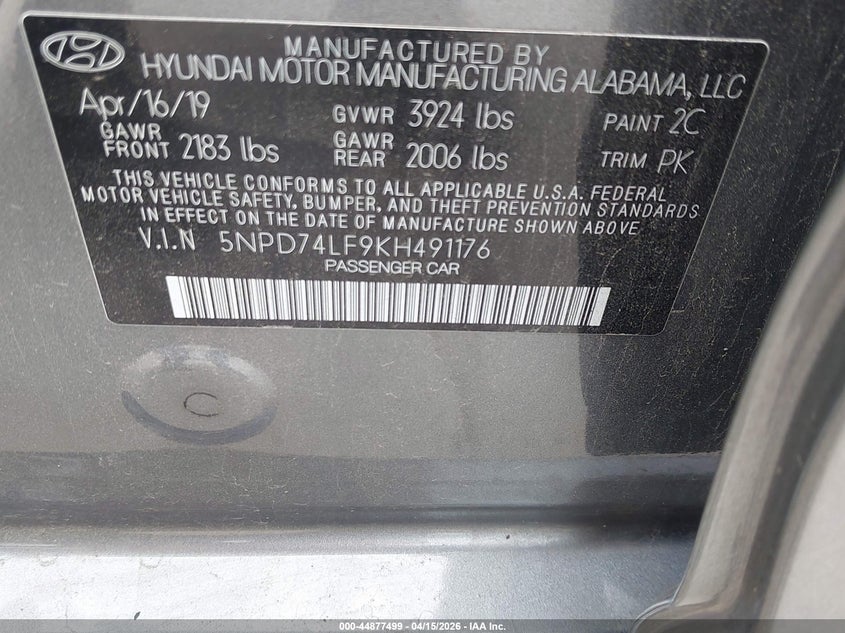 MANUFACTURED BY
HYUNDAI MOTOR MANUFACTURING ALABAMA, LLC
Apr/16/19 GVWR 3924 lbs PAINT 2C
GAWR FRONT 2183 lbs GAWR REAR 2006 lbs TRIM PK
THIS VEHICLE CONFORMS TO ALL APPLICABLE U.S.A. FEDERAL
MOTOR VEHICLE SAFETY, BUMPER, AND THEFT PREVENTION STANDARDS
IN EFFECT ON THE DATE OF MANUFACTURE SHOWN ABOVE
V.I.N 5NPD74LF9KH491176
PASSENGER CAR
C
000-44877499 - 04/15/2026 - IAA Inc.